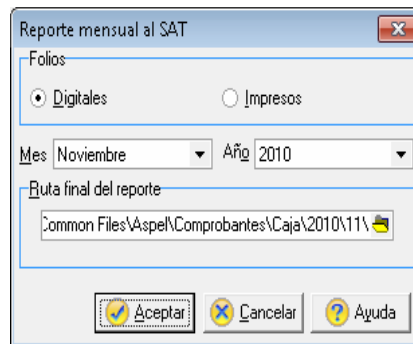 Reporte mensual al SAT
Folios
Digitales Impresos
Mes Noviembre Año 2010
Ruta final del reporte
Common Files\Aspel\Comprobantes\Caja\2010\11\
Aceptar Cancelar Ayuda